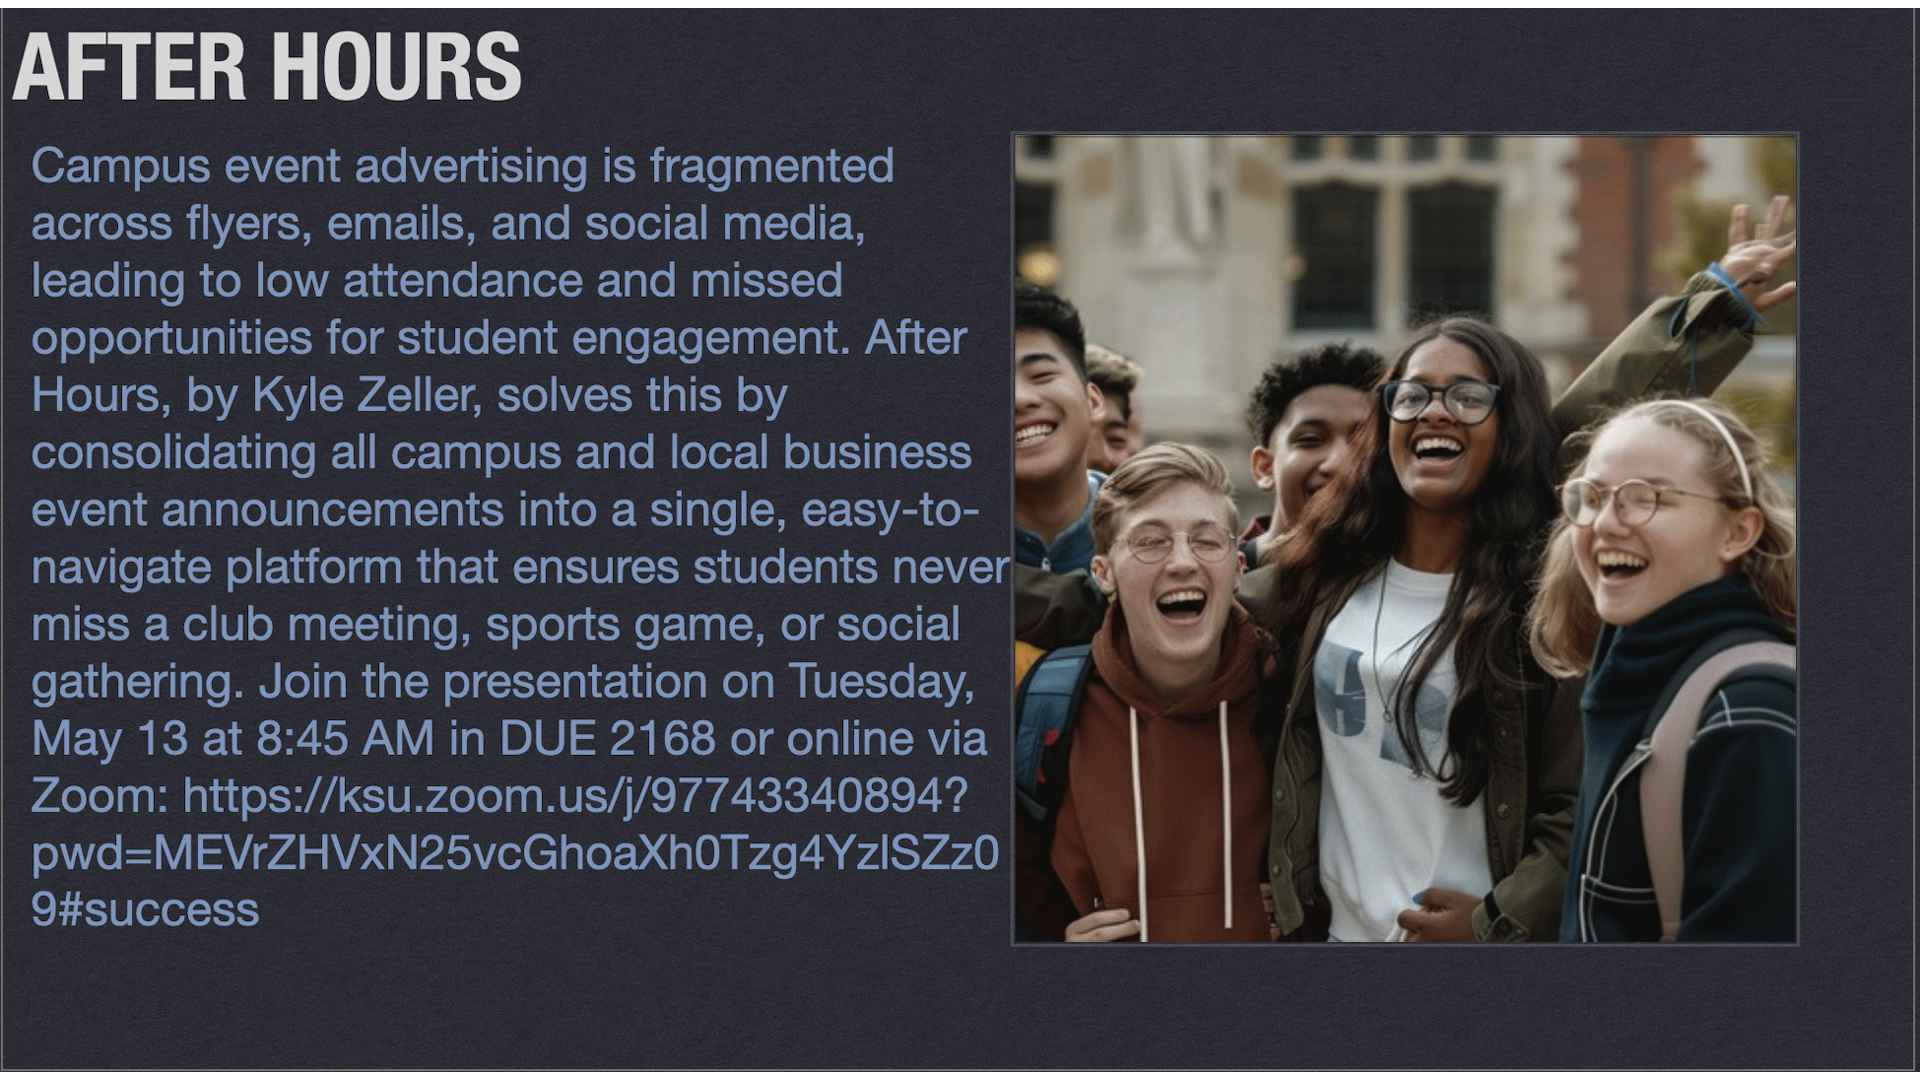 AFTER HOURS
Campus event advertising is fragmented
across flyers, emails, and social media,
leading to low attendance and missed
opportunities for student engagement. After
Hours, by Kyle Zeller, solves this by
consolidating all campus and local business
event announcements into a single, easy-to-
navigate platform that ensures students never
miss a club meeting, sports game, or social
gathering. Join the presentation on Tuesday,
May 13 at 8:45 AM in DUE 2168 or online via
Zoom: https://ksu.zoom.us/j/97743340894?
pwd=MEVrZHVxN25vcGhoaXh0Tzg4YzlSZz0
9#success